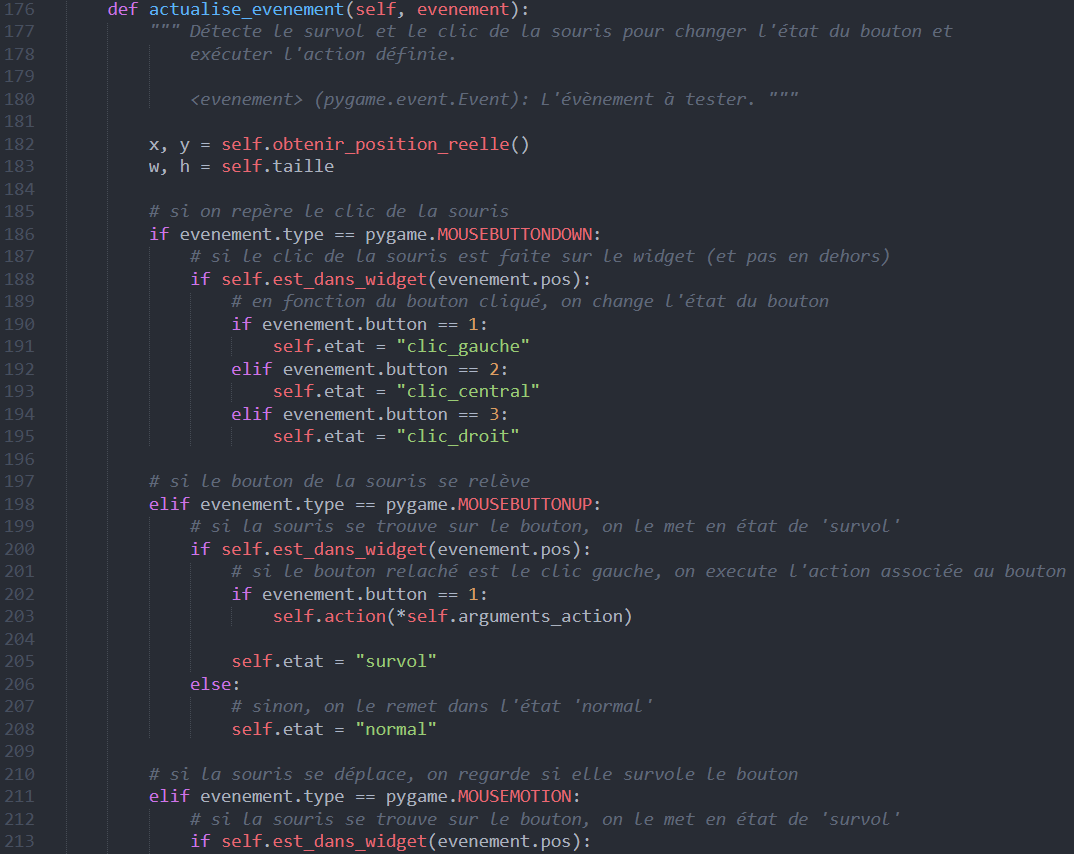 176 def actualise_evenement(self, evenement):
177 """ Détecte le survol et le clic de la souris pour changer l'état du bouton et
178 exécuter l'action définie.
179
180 <evenement> (pygame.event.Event): L'évènement à tester. """
181
182 x, y = self.obtenir_position_reelle()
183 w, h = self.taille
184
185 # si on repère le clic de la souris
186 if evenement.type == pygame.MOUSEBUTTONDOWN:
187 # si le clic de la souris est faite sur le widget (et pas en dehors)
188 if self.est_dans_widget(evenement.pos):
189 # en fonction du bouton cliqué, on change l'état du bouton
190 if evenement.button == 1:
191 self.etat = "clic_gauche"
192 elif evenement.button == 2:
193 self.etat = "clic_central"
194 elif evenement.button == 3:
195 self.etat = "clic_droit"
196
197 # si le bouton de la souris se relève
198 elif evenement.type == pygame.MOUSEBUTTONUP:
199 # si la souris se trouve sur le bouton, on le met en état de 'survol'
200 if self.est_dans_widget(evenement.pos):
201 # si le bouton relaché est le clic gauche, on execute l'action associée au bouton
202 if evenement.button == 1:
203 self.action(*self.arguments_action)
204
205 self.etat = "survol"
206 else:
207 # sinon, on le remet dans l'état 'normal'
208 self.etat = "normal"
209
210 # si la souris se déplace, on regarde si elle survole le bouton
211 elif evenement.type == pygame.MOUSEMOTION:
212 # si la souris se trouve sur le bouton, on le met en état de 'survol'
213 if self.est_dans_widget(evenement.pos):